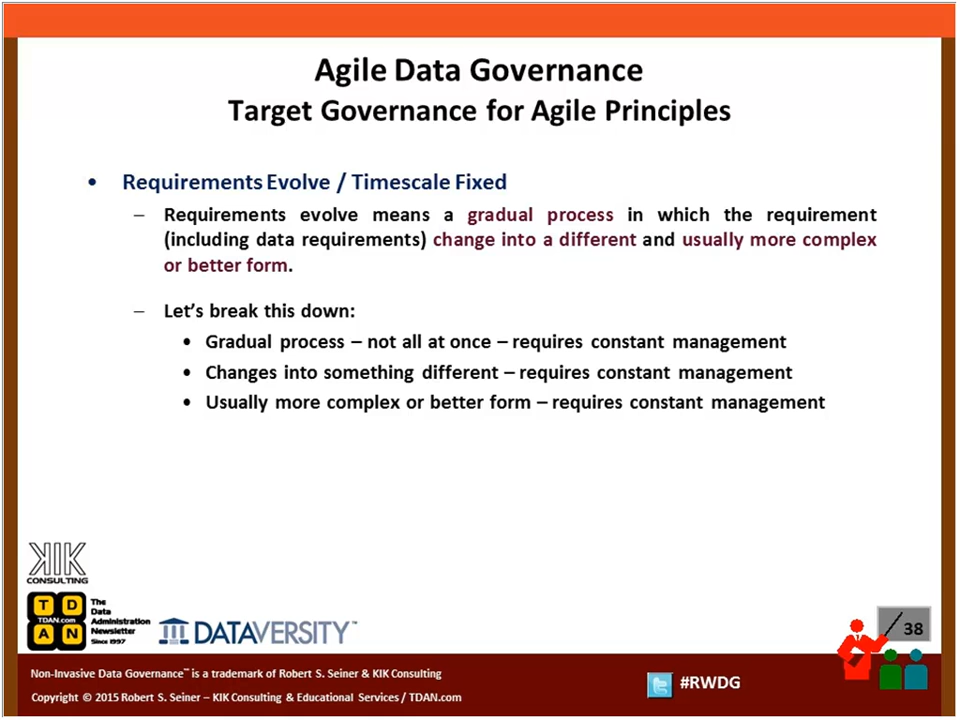 Agile Data Governance
Target Governance for Agile Principles
• Requirements Evolve / Timescale Fixed
– Requirements evolve means a gradual process in which the requirement
(including data requirements) change into a different and usually more complex
or better form.
– Let's break this down:
• Gradual process – not all at once – requires constant management
• Changes into something different – requires constant management
• Usually more complex or better form – requires constant management
KIK
CONSULTING
T D
TDAN.com
A N
The
Data
Administration
Newsletter
Since 1997
DATAVERSITY™
/ 38
Non-Invasive Data Governance™ is a trademark of Robert S. Seiner & KIK Consulting
Copyright © 2015 Robert S. Seiner – KIK Consulting & Educational Services / TDAN.com
#RWDG